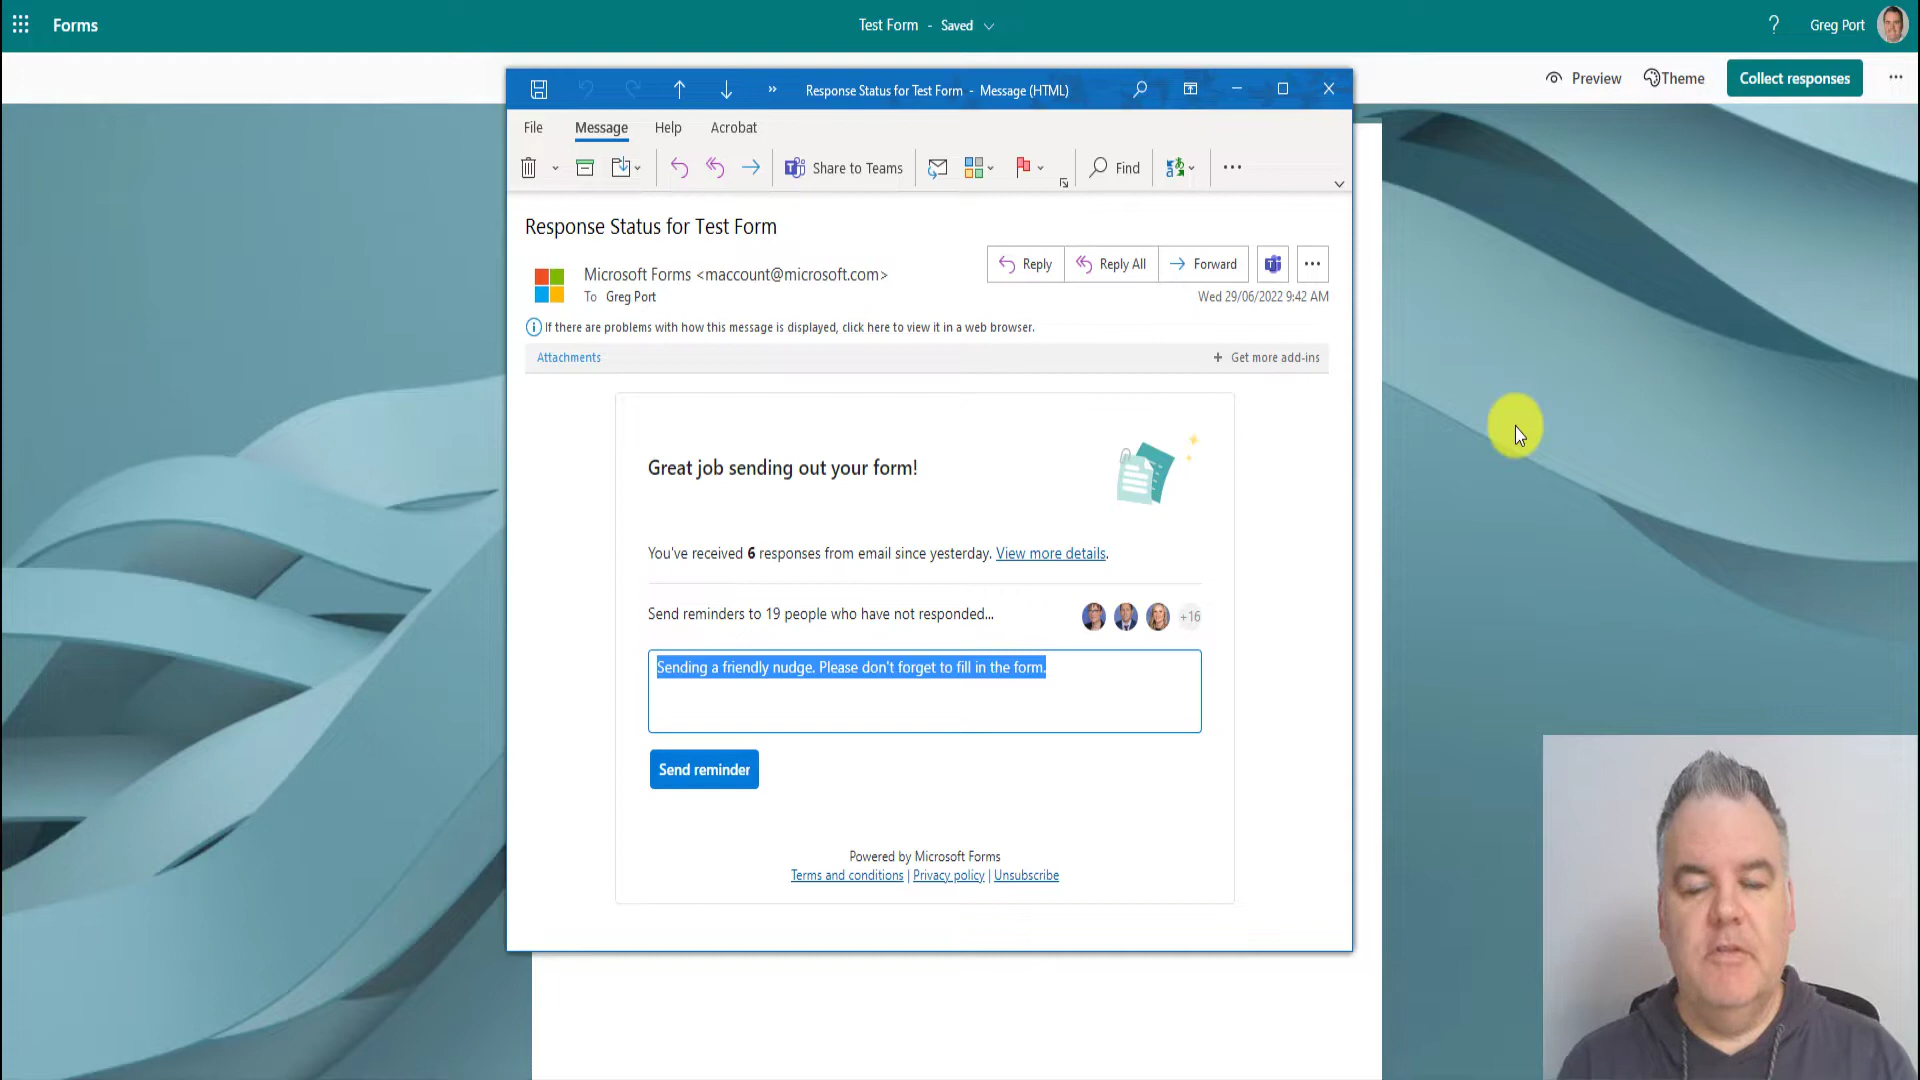 Forms
Test Form - Saved
Greg Port
Preview
Theme
Collect responses
Response Status for Test Form - Message (HTML)
File
Message
Help
Acrobat
Share to Teams
Find
Response Status for Test Form
Microsoft Forms <maccount@microsoft.com>
To Greg Port
Reply
Reply All
Forward
Wed 29/06/2022 9:42 AM
If there are problems with how this message is displayed, click here to view it in a web browser.
Attachments
+ Get more add-ins
Great job sending out your form!
You've received 6 responses from email since yesterday. View more details.
Send reminders to 19 people who have not responded...
+16
Sending a friendly nudge. Please don't forget to fill in the form.
Send reminder
Powered by Microsoft Forms
Terms and conditions | Privacy policy | Unsubscribe